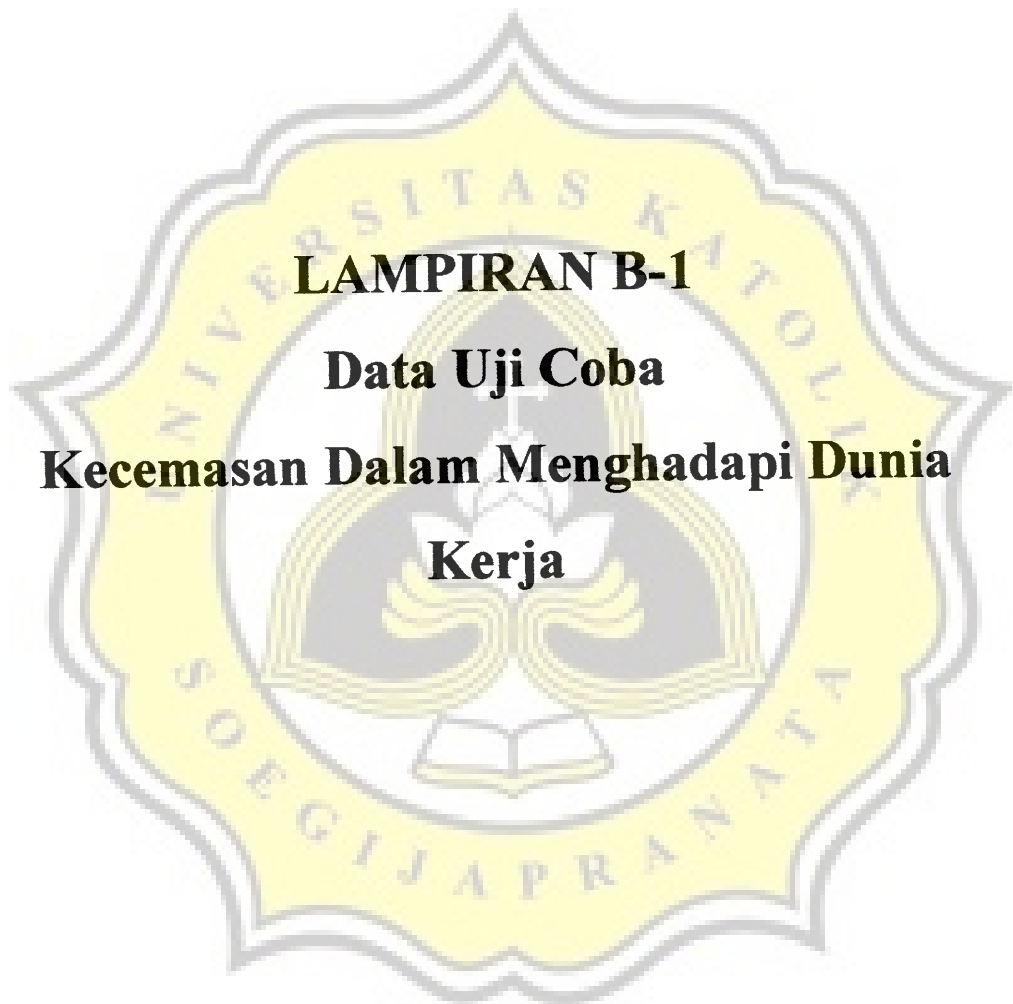 UNIVERSITAS KATOLIK
LAMPIRAN B-1
Data Uji Coba
Kecemasan Dalam Menghadapi Dunia
Kerja
SOEGIJAPRANATA